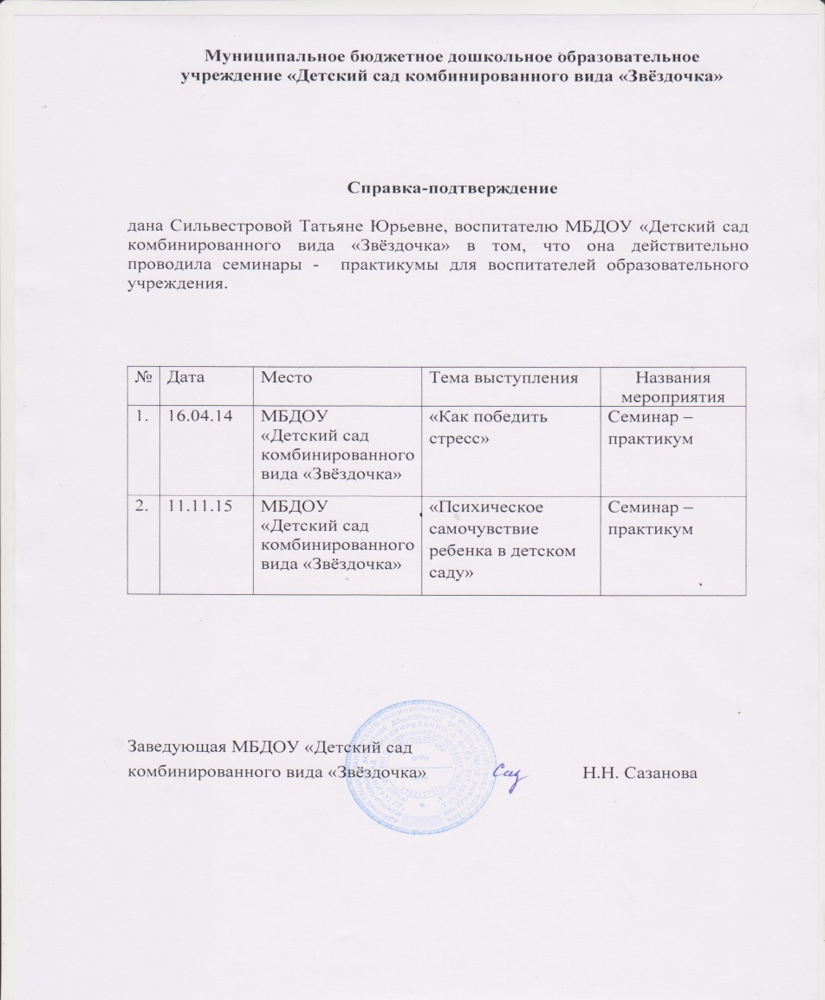 Муниципальное бюджетное дошкольное образовательное
учреждение «Детский сад комбинированного вида «Звёздочка»
Справка-подтверждение
дана Сильвестровой Татьяне Юрьевне, воспитателю МБДОУ «Детский сад
комбинированного вида «Звёздочка» в том, что она действительно
проводила семинары - практикумы для воспитателей образовательного
учреждения.
№ Дата Место Тема выступления Названия
мероприятия
1. 16.04.14 МБДОУ «Как победить Семинар –
«Детский сад стресс» практикум
комбинированного
вида «Звёздочка»
2. 11.11.15 МБДОУ «Психическое Семинар –
«Детский сад самочувствие практикум
комбинированного ребенка в детском
вида «Звёздочка» саду»
Заведующая МБДОУ «Детский сад
комбинированного вида «Звёздочка» Саз Н.Н. Сазанова
ОГРН